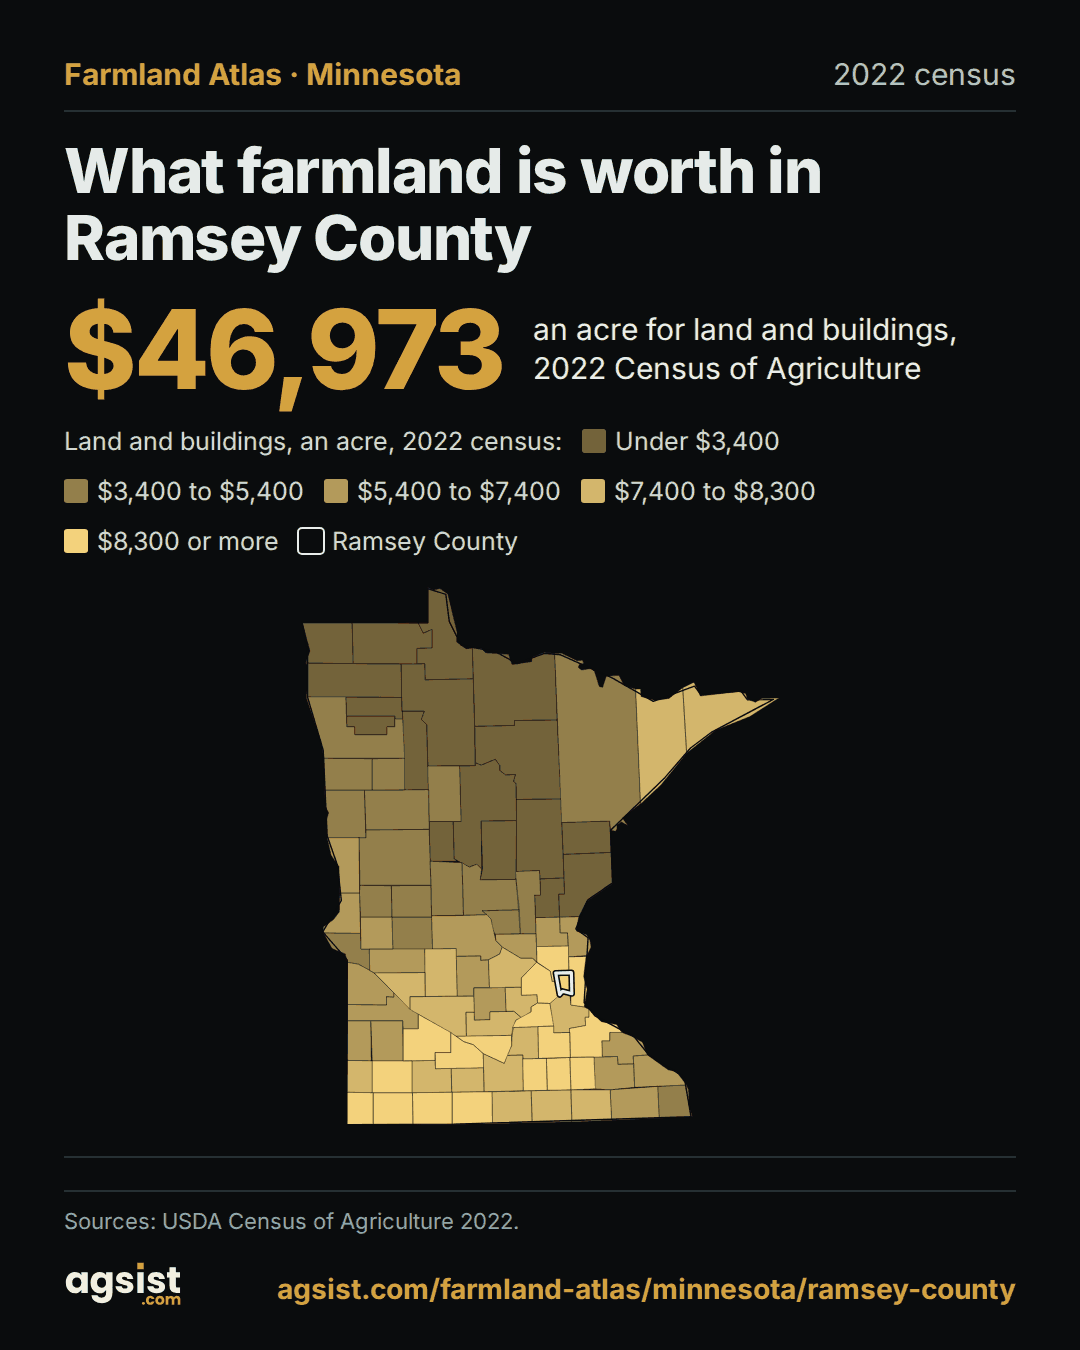 Farmland Atlas · Minnesota
2022 census
What farmland is worth in
Ramsey County
$46,973
an acre for land and buildings,
2022 Census of Agriculture
Land and buildings, an acre, 2022 census: Under $3,400
$3,400 to $5,400 $5,400 to $7,400 $7,400 to $8,300
$8,300 or more Ramsey County
Sources: USDA Census of Agriculture 2022.
agsist
.com
agsist.com/farmland-atlas/minnesota/ramsey-county